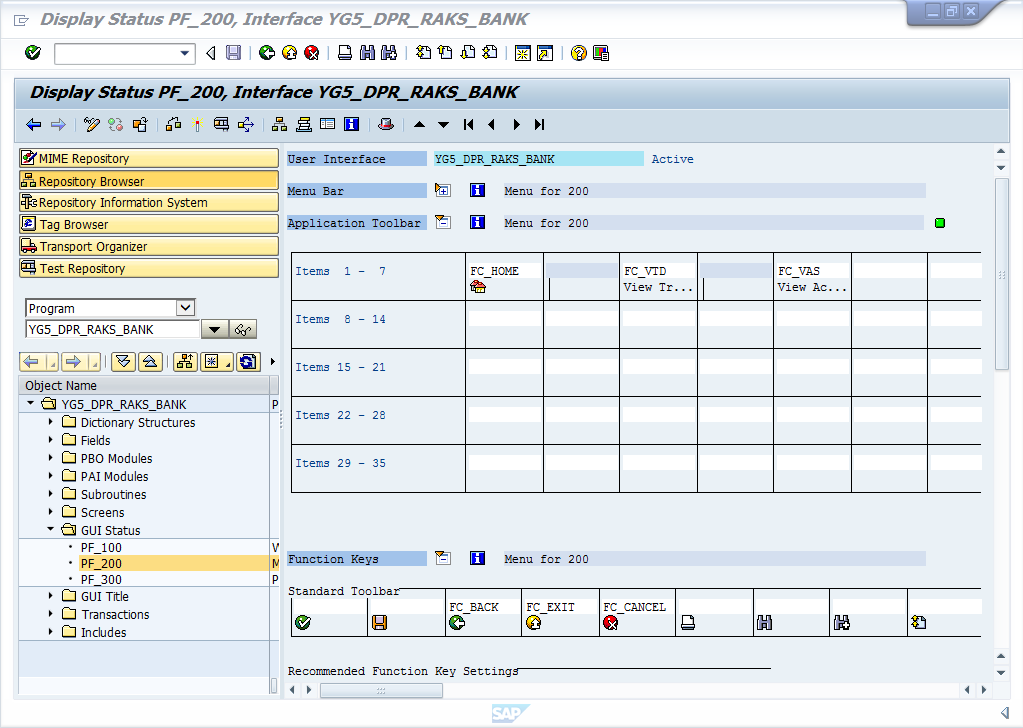 Display Status PF_200, Interface YG5_DPR_RAKS_BANK
Display Status PF_200, Interface YG5_DPR_RAKS_BANK
MIME Repository
Repository Browser
Repository Information System
Tag Browser
Transport Organizer
Test Repository
Program
YG5_DPR_RAKS_BANK
Object Name
YG5_DPR_RAKS_BANK P
Dictionary Structures
Fields
PBO Modules
PAI Modules
Subroutines
Screens
GUI Status
PF_100 W
PF_200 M
PF_300 P
GUI Title
Transactions
Includes
User Interface YG5_DPR_RAKS_BANK Active
Menu Bar Menu for 200
Application Toolbar Menu for 200
Items 1 - 7 FC_HOME FC_VTD FC_VAS
View Tr... View Ac...
Items 8 - 14
Items 15 - 21
Items 22 - 28
Items 29 - 35
Function Keys Menu for 200
Standard Toolbar
FC_BACK FC_EXIT FC_CANCEL
Recommended Function Key Settings
SAP